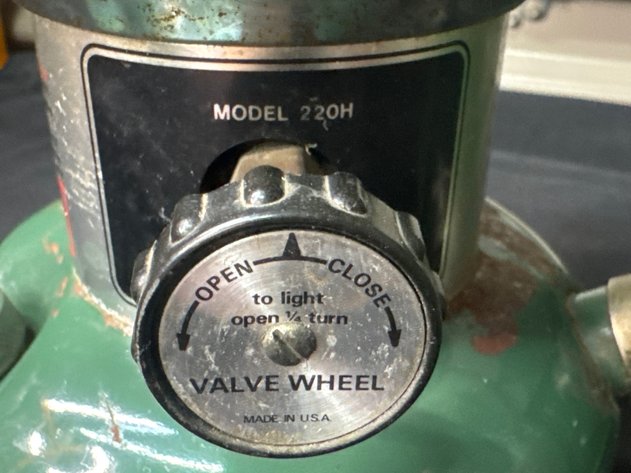 MODEL 220H
OPEN CLOSE
to light
open ¼ turn
VALVE WHEEL
MADE IN U.S.A.